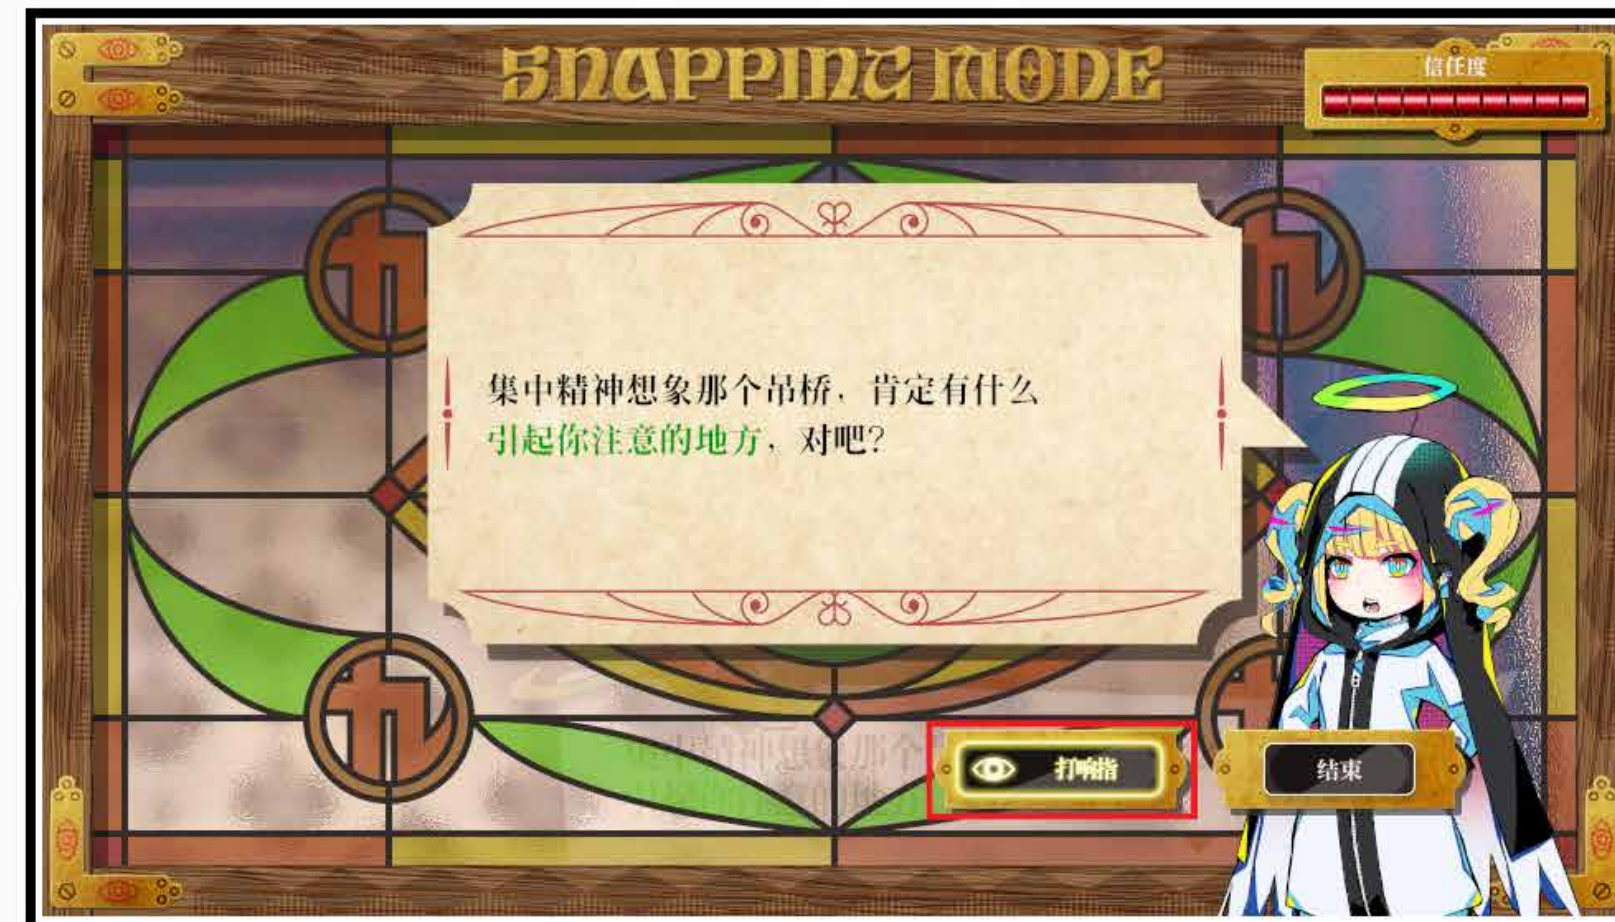 SNAPPING MODE
信任度
集中精神想象那个吊桥，肯定有什么
引起你注意的地方，对吧？
打响指
结束